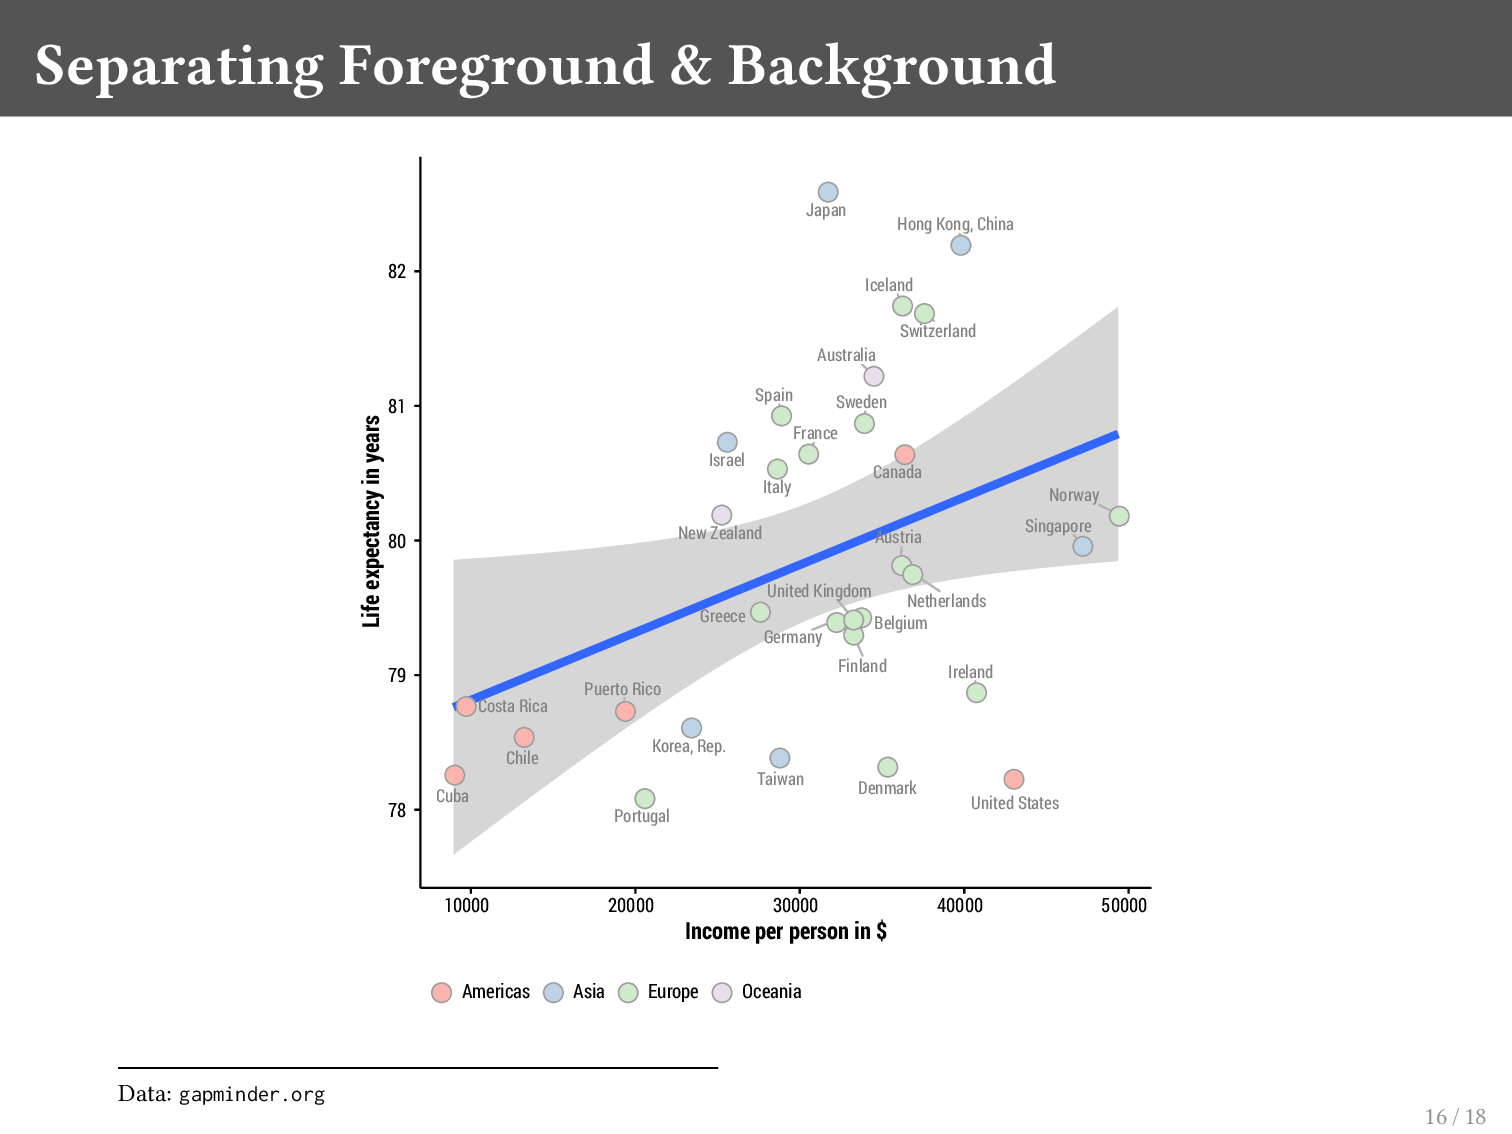 Separating Foreground & Background
Japan
Hong Kong, China
82
Iceland
Switzerland
Australia
Spain
Sweden
81
France
Israel
Canada
Italy
Norway
Singapore
New Zealand
Austria
80
United Kingdom
Netherlands
Greece
Belgium
Germany
Finland
Ireland
79
Puerto Rico
Costa Rica
Korea, Rep.
Chile
Taiwan
Denmark
Cuba
United States
78
Portugal
Life expectancy in years
10000 20000 30000 40000 50000
Income per person in $
Americas Asia Europe Oceania
Data: gapminder.org
16 / 18